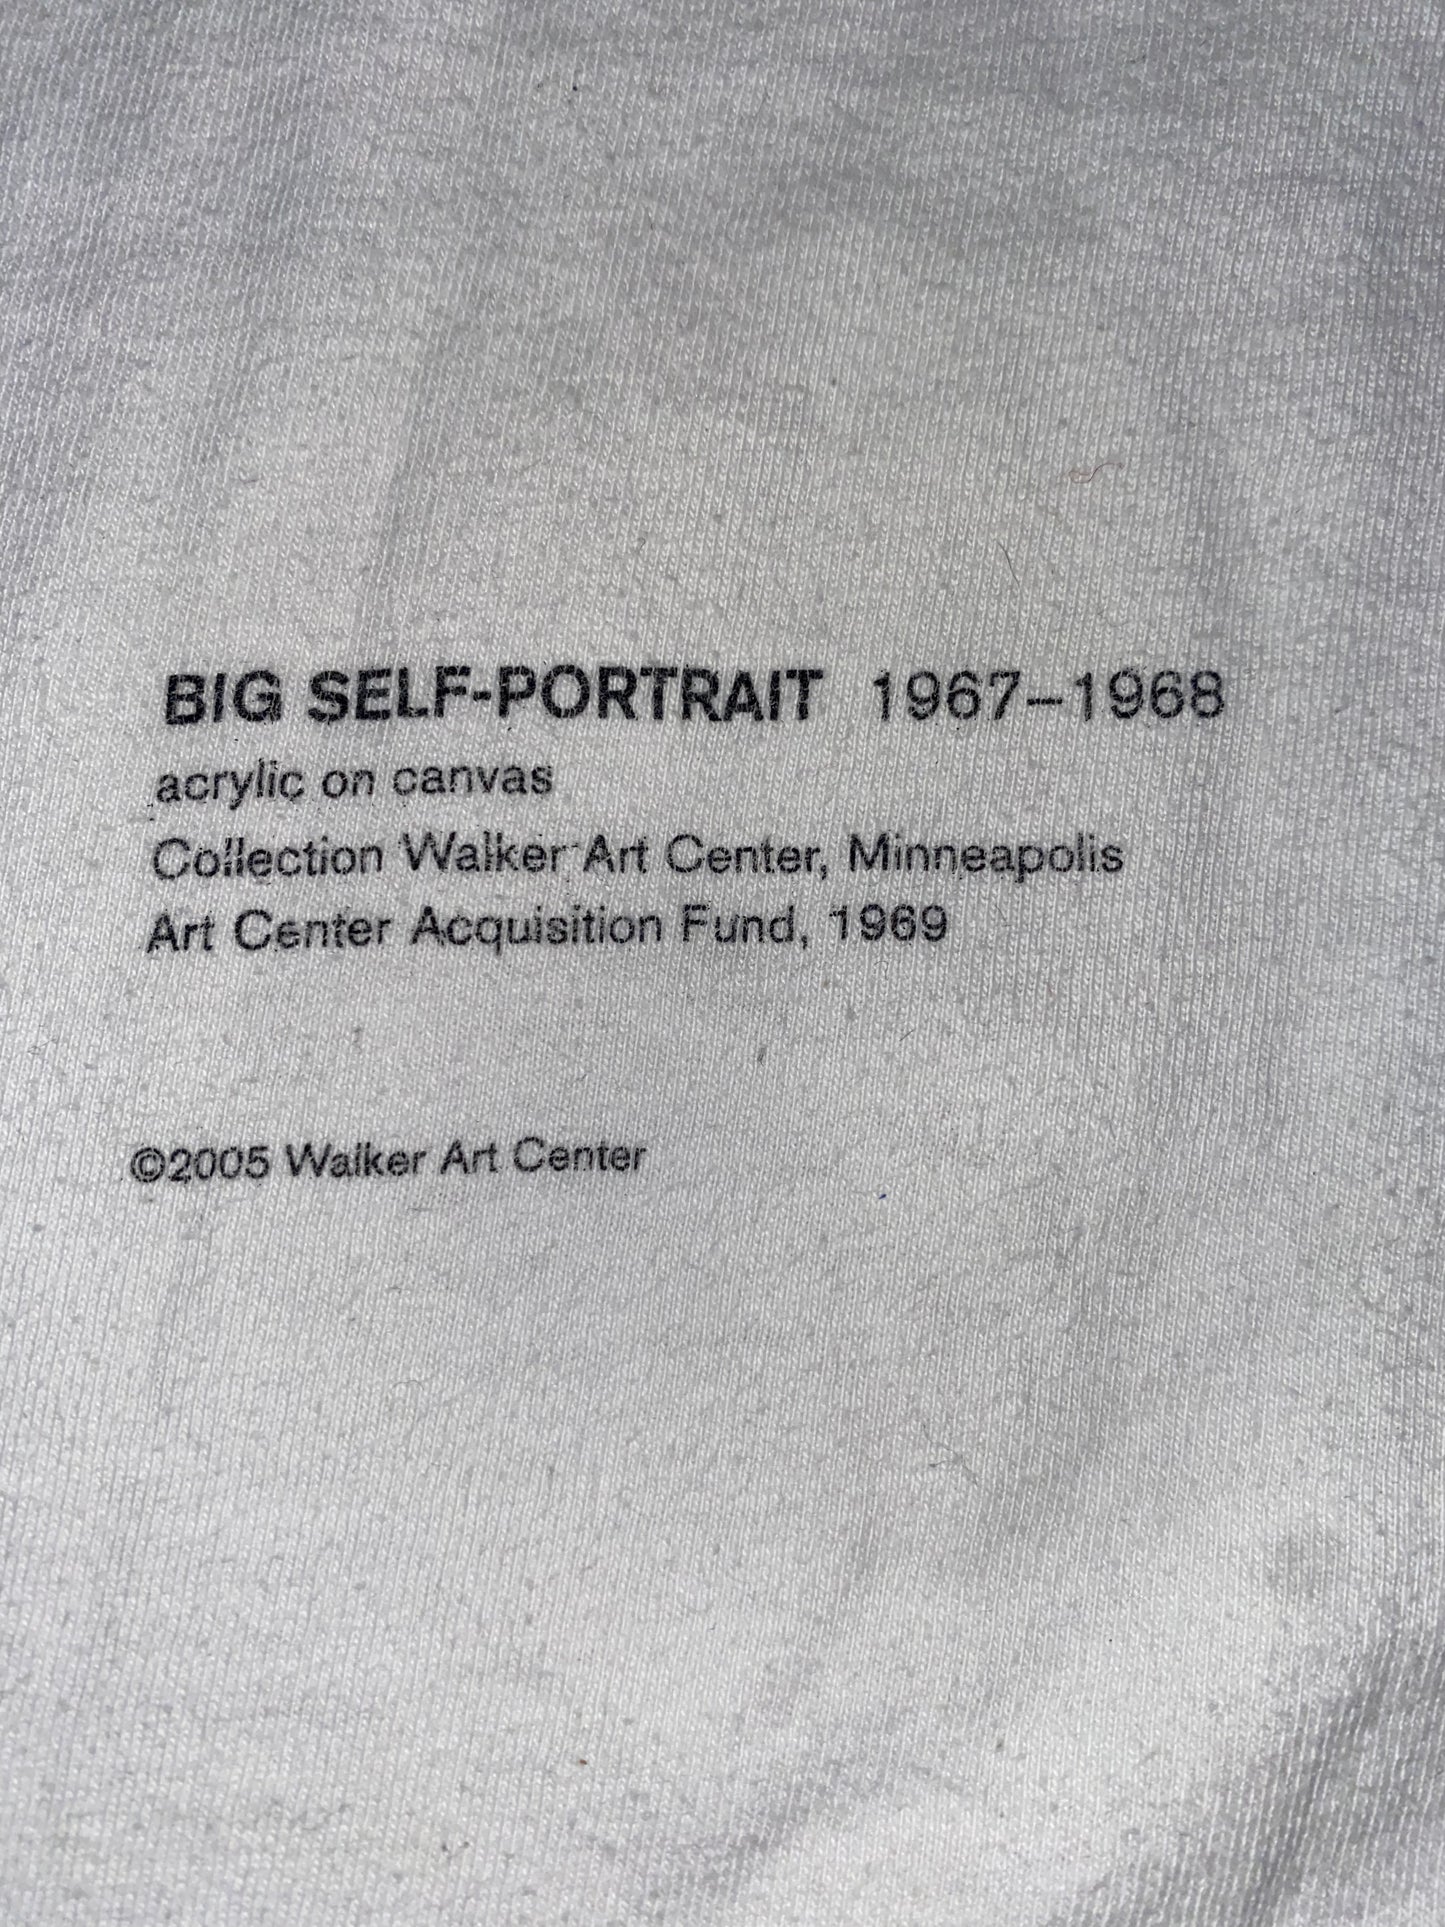 BIG SELF-PORTRAIT 1967–1968
acrylic on canvas
Collection Walker Art Center, Minneapolis
Art Center Acquisition Fund, 1969
©2005 Walker Art Center